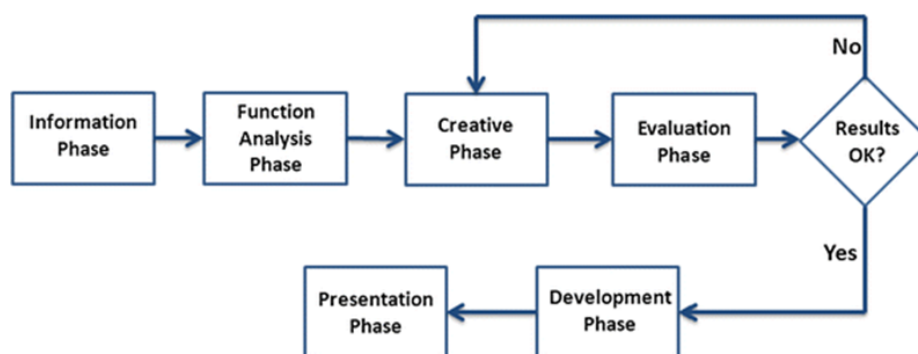 No
Information
Phase
Function
Analysis
Phase
Creative
Phase
Evaluation
Phase
Results
OK?
Yes
Presentation
Phase
Development
Phase